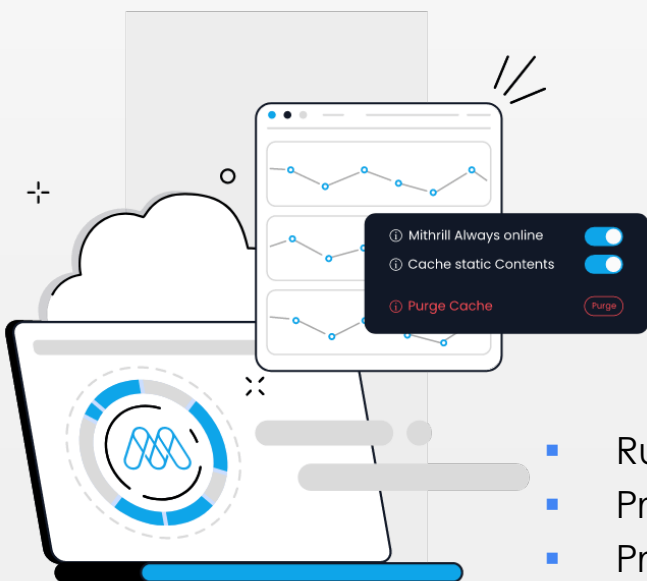 Mithrill Always online
Cache static Contents
Purge Cache
Purge